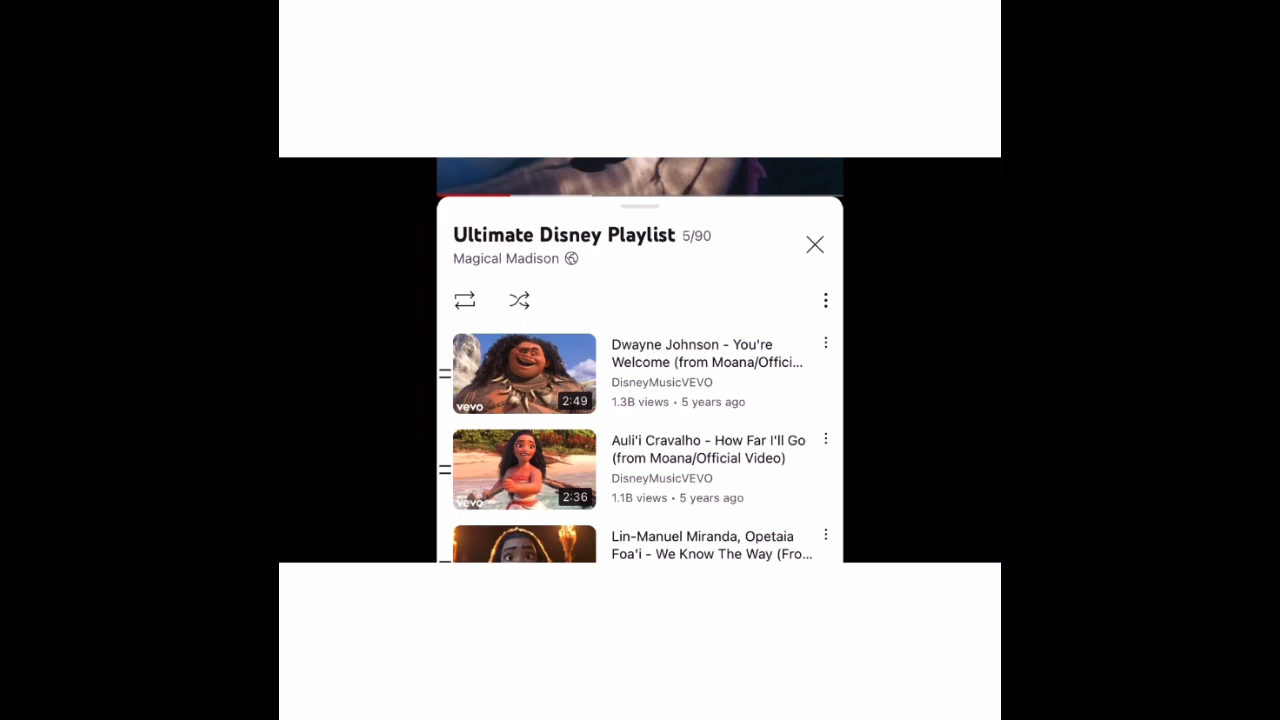 Ultimate Disney Playlist 5/90
Magical Madison
Dwayne Johnson - You're
Welcome (from Moana/Offici...
DisneyMusicVEVO
1.3B views • 5 years ago
vevo
2:49
Auli'i Cravalho - How Far I'll Go
(from Moana/Official Video)
DisneyMusicVEVO
1.1B views • 5 years ago
vevo
2:36
Lin-Manuel Miranda, Opetaia
Foa'i - We Know The Way (Fro...